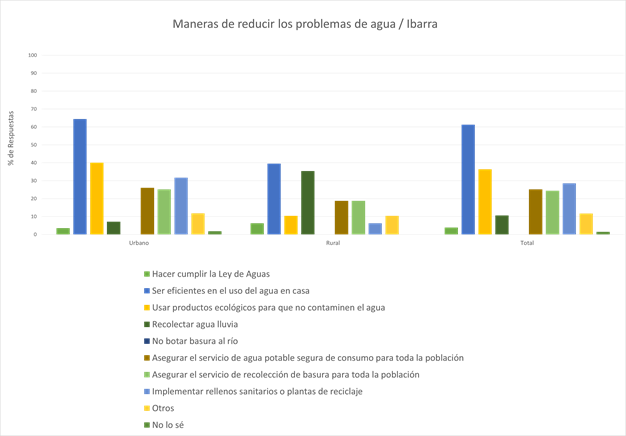 Maneras de reducir los problemas de agua / Ibarra
% de Respuestas
100
90
80
70
60
50
40
30
20
10
0
Urbano Rural Total
Hacer cumplir la Ley de Aguas
Ser eficientes en el uso del agua en casa
Usar productos ecológicos para que no contaminen el agua
Recolectar agua lluvia
No botar basura al río
Asegurar el servicio de agua potable segura de consumo para toda la población
Asegurar el servicio de recolección de basura para toda la población
Implementar rellenos sanitarios o plantas de reciclaje
Otros
No lo sé